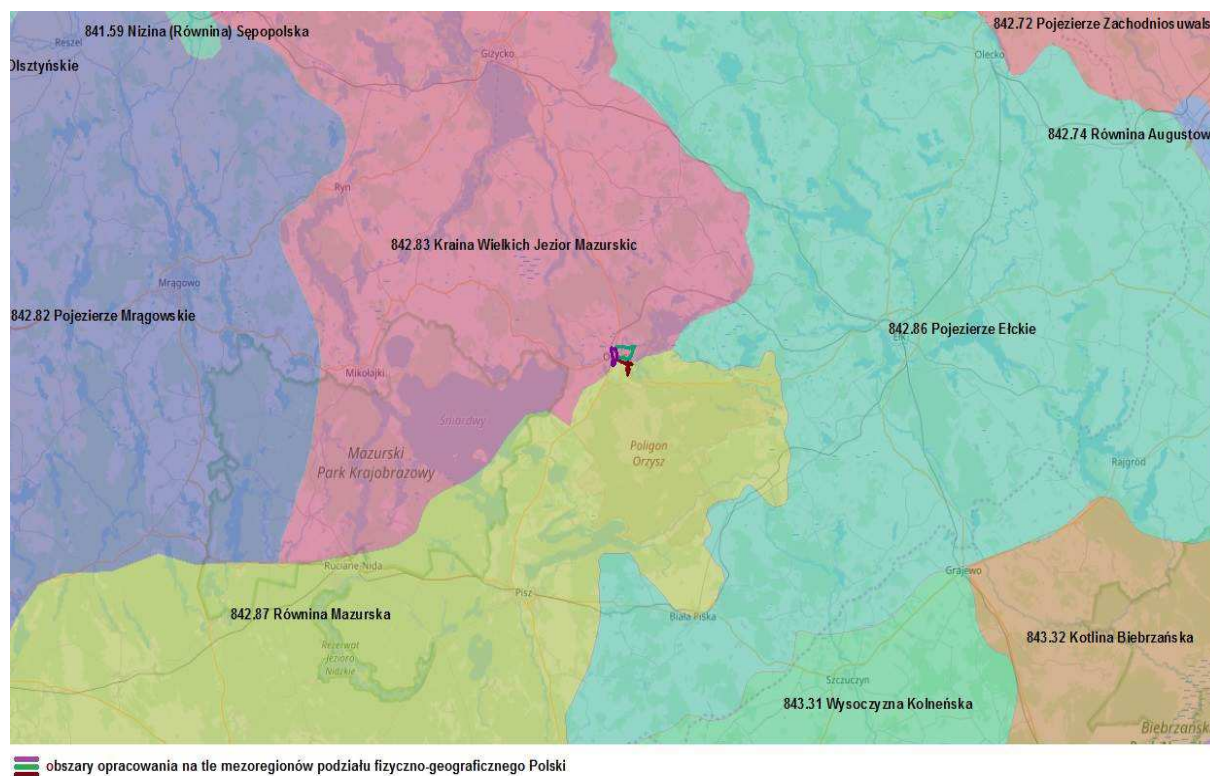 842.72 Pojezierze Zachodniosuwals
841.59 Nizina (Równina) Sępopolska
Reszel
Giżycko
Olecko
Olsztyńskie
842.74 Równina Augustow
Ryn
842.83 Kraina Wielkich Jezior Mazurskic
Mrągowo
842.82 Pojezierze Mrągowskie
842.86 Pojezierze Ełckie
Ełk
Mikołajki
Śniardwy
Mazurski
Park Krajobrazowy
Poligon
Orzysz
Rajgród
Ruciane-Nida
Grajewo
Pisz
842.87 Równina Mazurska
Biała Piska
843.32 Kotlina Biebrzańska
Rezerwat
Jezioro
Nidzkie
Szczuczyn
843.31 Wysoczyzna Kolneńska
Biebrzańsk
obszary opracowania na tle mezoregionów podziału fizyczno-geograficznego Polski